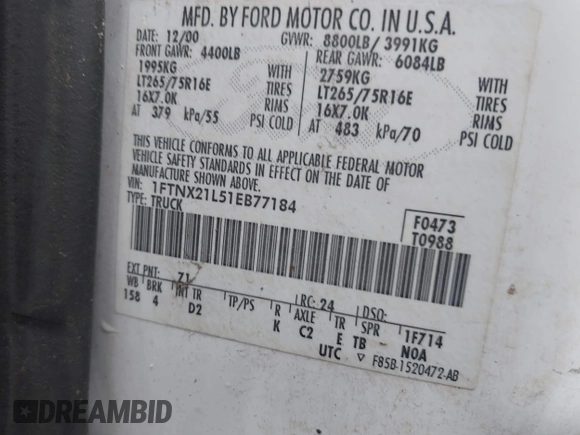 MFD. BY FORD MOTOR CO. IN U.S.A.
DATE: 12/00 GVWR: 8800LB/ 3991KG
FRONT GAWR: 4400LB REAR GAWR: 6084LB
1995KG WITH 2759KG WITH
LT265/75R16E TIRES LT265/75R16E TIRES
16X7.0K RIMS 16X7.0K RIMS
AT 379 kPa/55 PSI COLD AT 483 kPa/70 PSI COLD
THIS VEHICLE CONFORMS TO ALL APPLICABLE FEDERAL MOTOR
VEHICLE SAFETY STANDARDS IN EFFECT ON THE DATE OF
MANUFACTURE SHOWN ABOVE.
VIN: 1FTNX21L51EB77184
TYPE: TRUCK
F0473
T0988
EXT PNT: Z1 RC: 24 DSO:
WB BRK INT TR TP/PS R AXLE TR SPR 1F714
158 4 D2 K C2 E TB N0A
UTC ▽ F85B-1520472-AB
DREAMBID